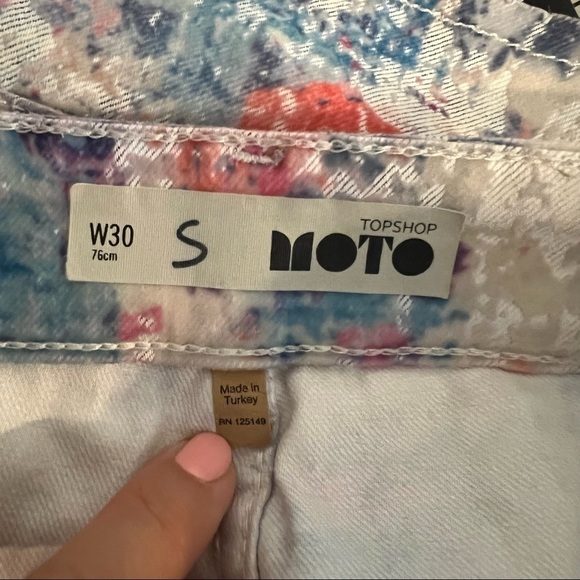 W30
76cm
S
TOPSHOP
MOTO
Made in
Turkey
RN 125149